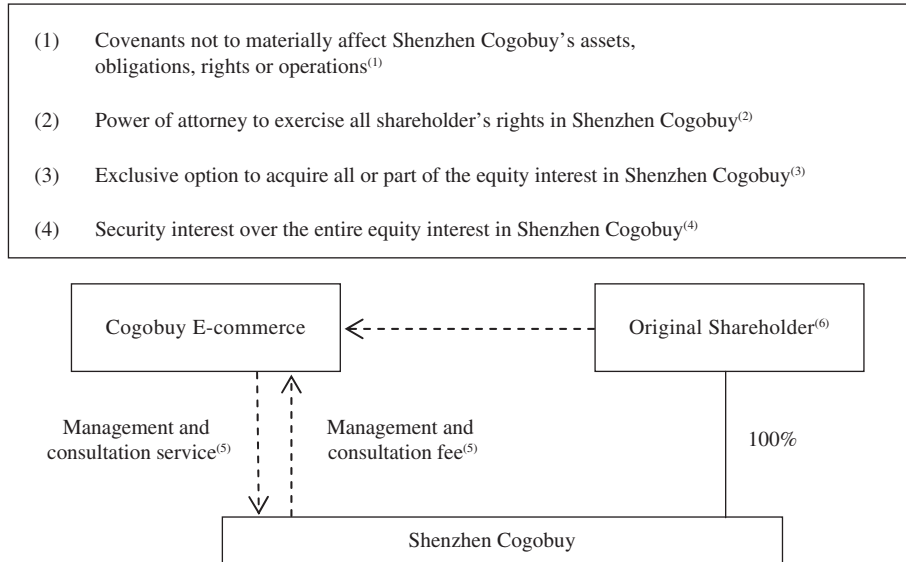 (1) Covenants not to materially affect Shenzhen Cogobuy's assets,
obligations, rights or operations(1)
(2) Power of attorney to exercise all shareholder's rights in Shenzhen Cogobuy(2)
(3) Exclusive option to acquire all or part of the equity interest in Shenzhen Cogobuy(3)
(4) Security interest over the entire equity interest in Shenzhen Cogobuy(4)
Cogobuy E-commerce
Original Shareholder(6)
Management and
consultation service(5)
Management and
consultation fee(5)
100%
Shenzhen Cogobuy